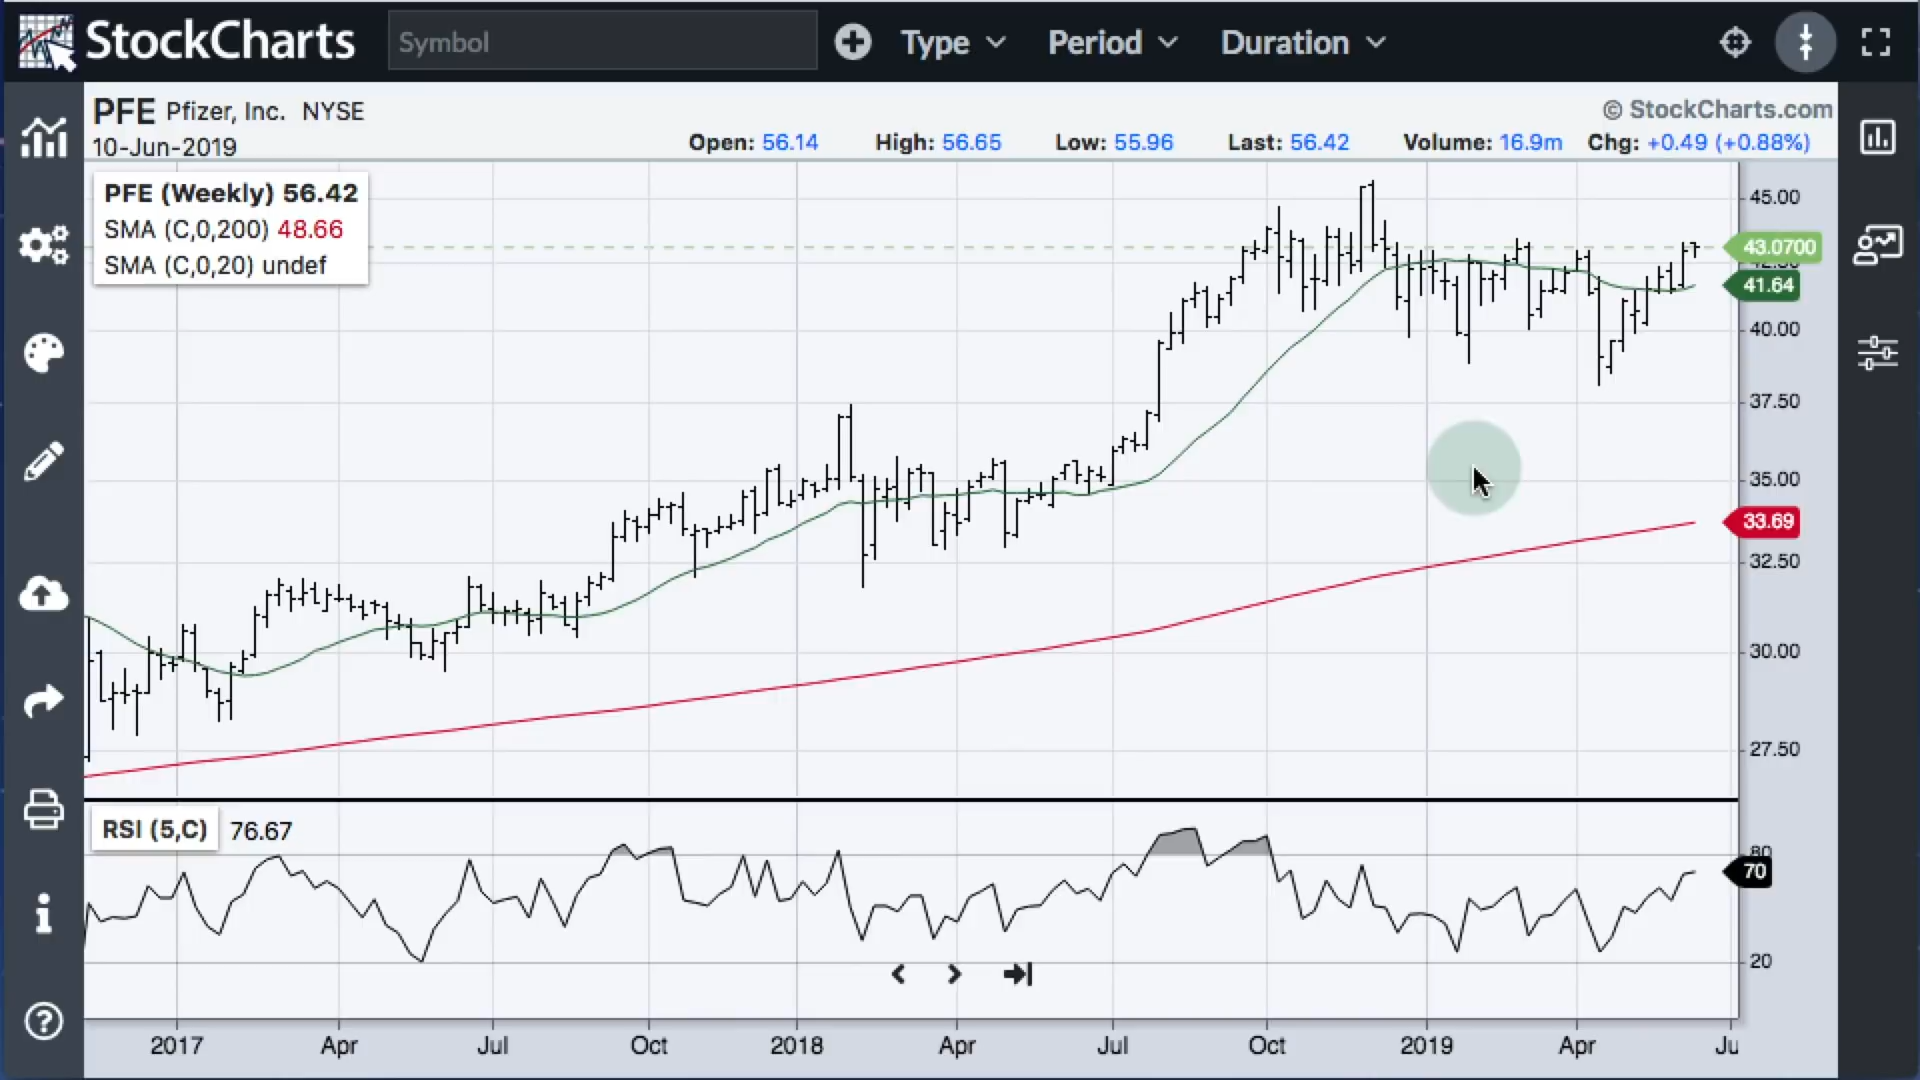 StockCharts
Symbol
Type
Period
Duration
PFE Pfizer, Inc. NYSE
© StockCharts.com
10-Jun-2019
Open: 56.14 High: 56.65 Low: 55.96 Last: 56.42 Volume: 16.9m Chg: +0.49 (+0.88%)
PFE (Weekly) 56.42
SMA (C,0,200) 48.66
SMA (C,0,20) undef
45.00
43.0700
42.50
41.64
40.00
37.50
35.00
33.69
32.50
30.00
27.50
RSI (5,C) 76.67
80
70
20
2017 Apr Jul Oct 2018 Apr Jul Oct 2019 Apr Ju